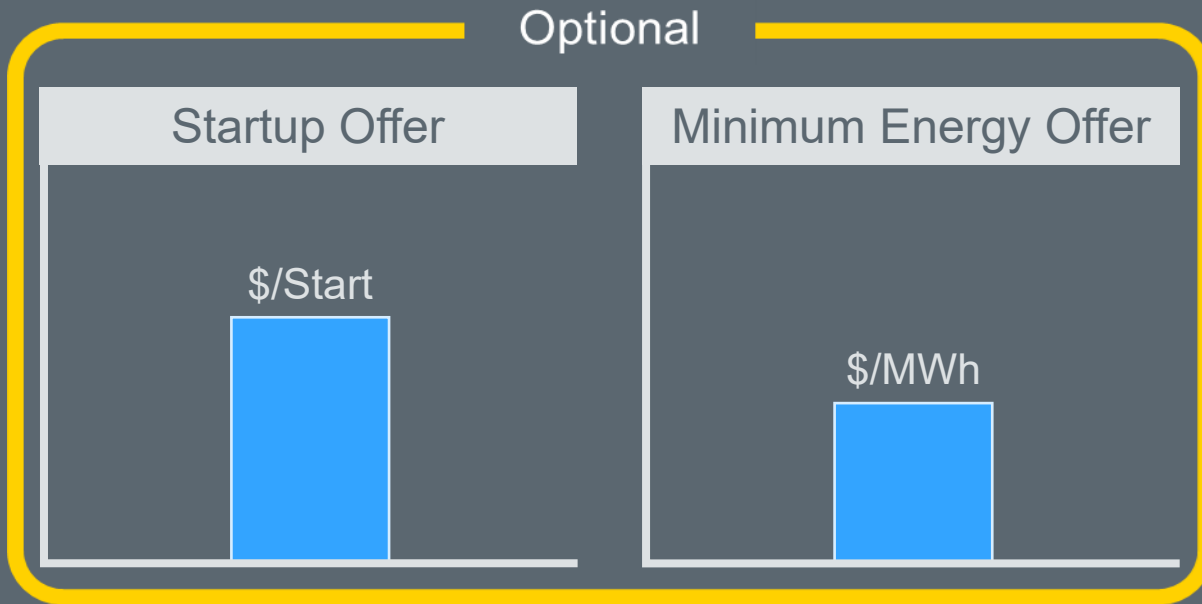 Optional
Startup Offer
$/Start
Minimum Energy Offer
$/MWh